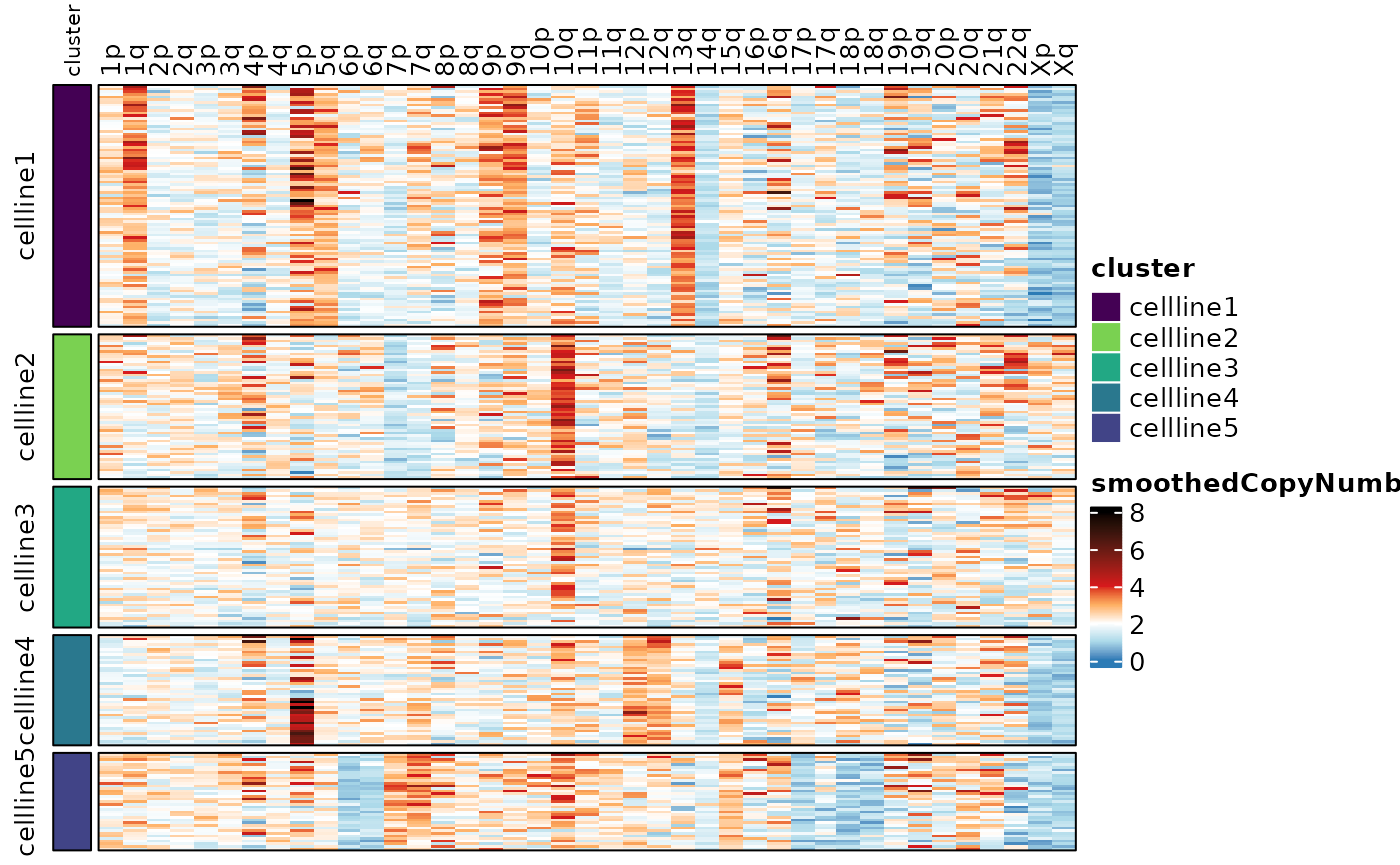 cluster
1p 1q 2p 2q 3p 3q 4p 4q 5p 5q 6p 6q 7p 7q 8p 8q 9p 9q 10p 10q 11p 11q 12p 12q 13q 14q 15q 16p 16q 17p 17q 18p 18q 19p 19q 20p 20q 21q 22q Xp Xq
cellline1
cellline2
cellline3
cellline4
cellline5
cluster
cellline1
cellline2
cellline3
cellline4
cellline5
smoothedCopyNumb
8
6
4
2
0